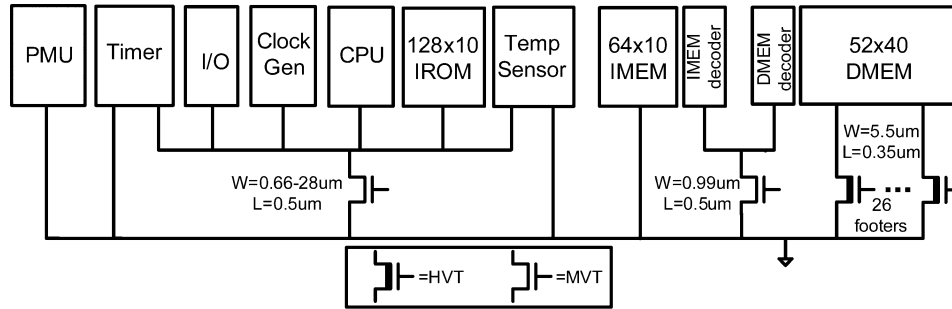 PMU
Timer
I/O
Clock
Gen
CPU
128x10
IROM
Temp
Sensor
64x10
IMEM
IMEM
decoder
DMEM
decoder
52x40
DMEM
W=0.66-28um
L=0.5um
W=0.99um
L=0.5um
W=5.5um
L=0.35um
26
footers
=HVT
=MVT